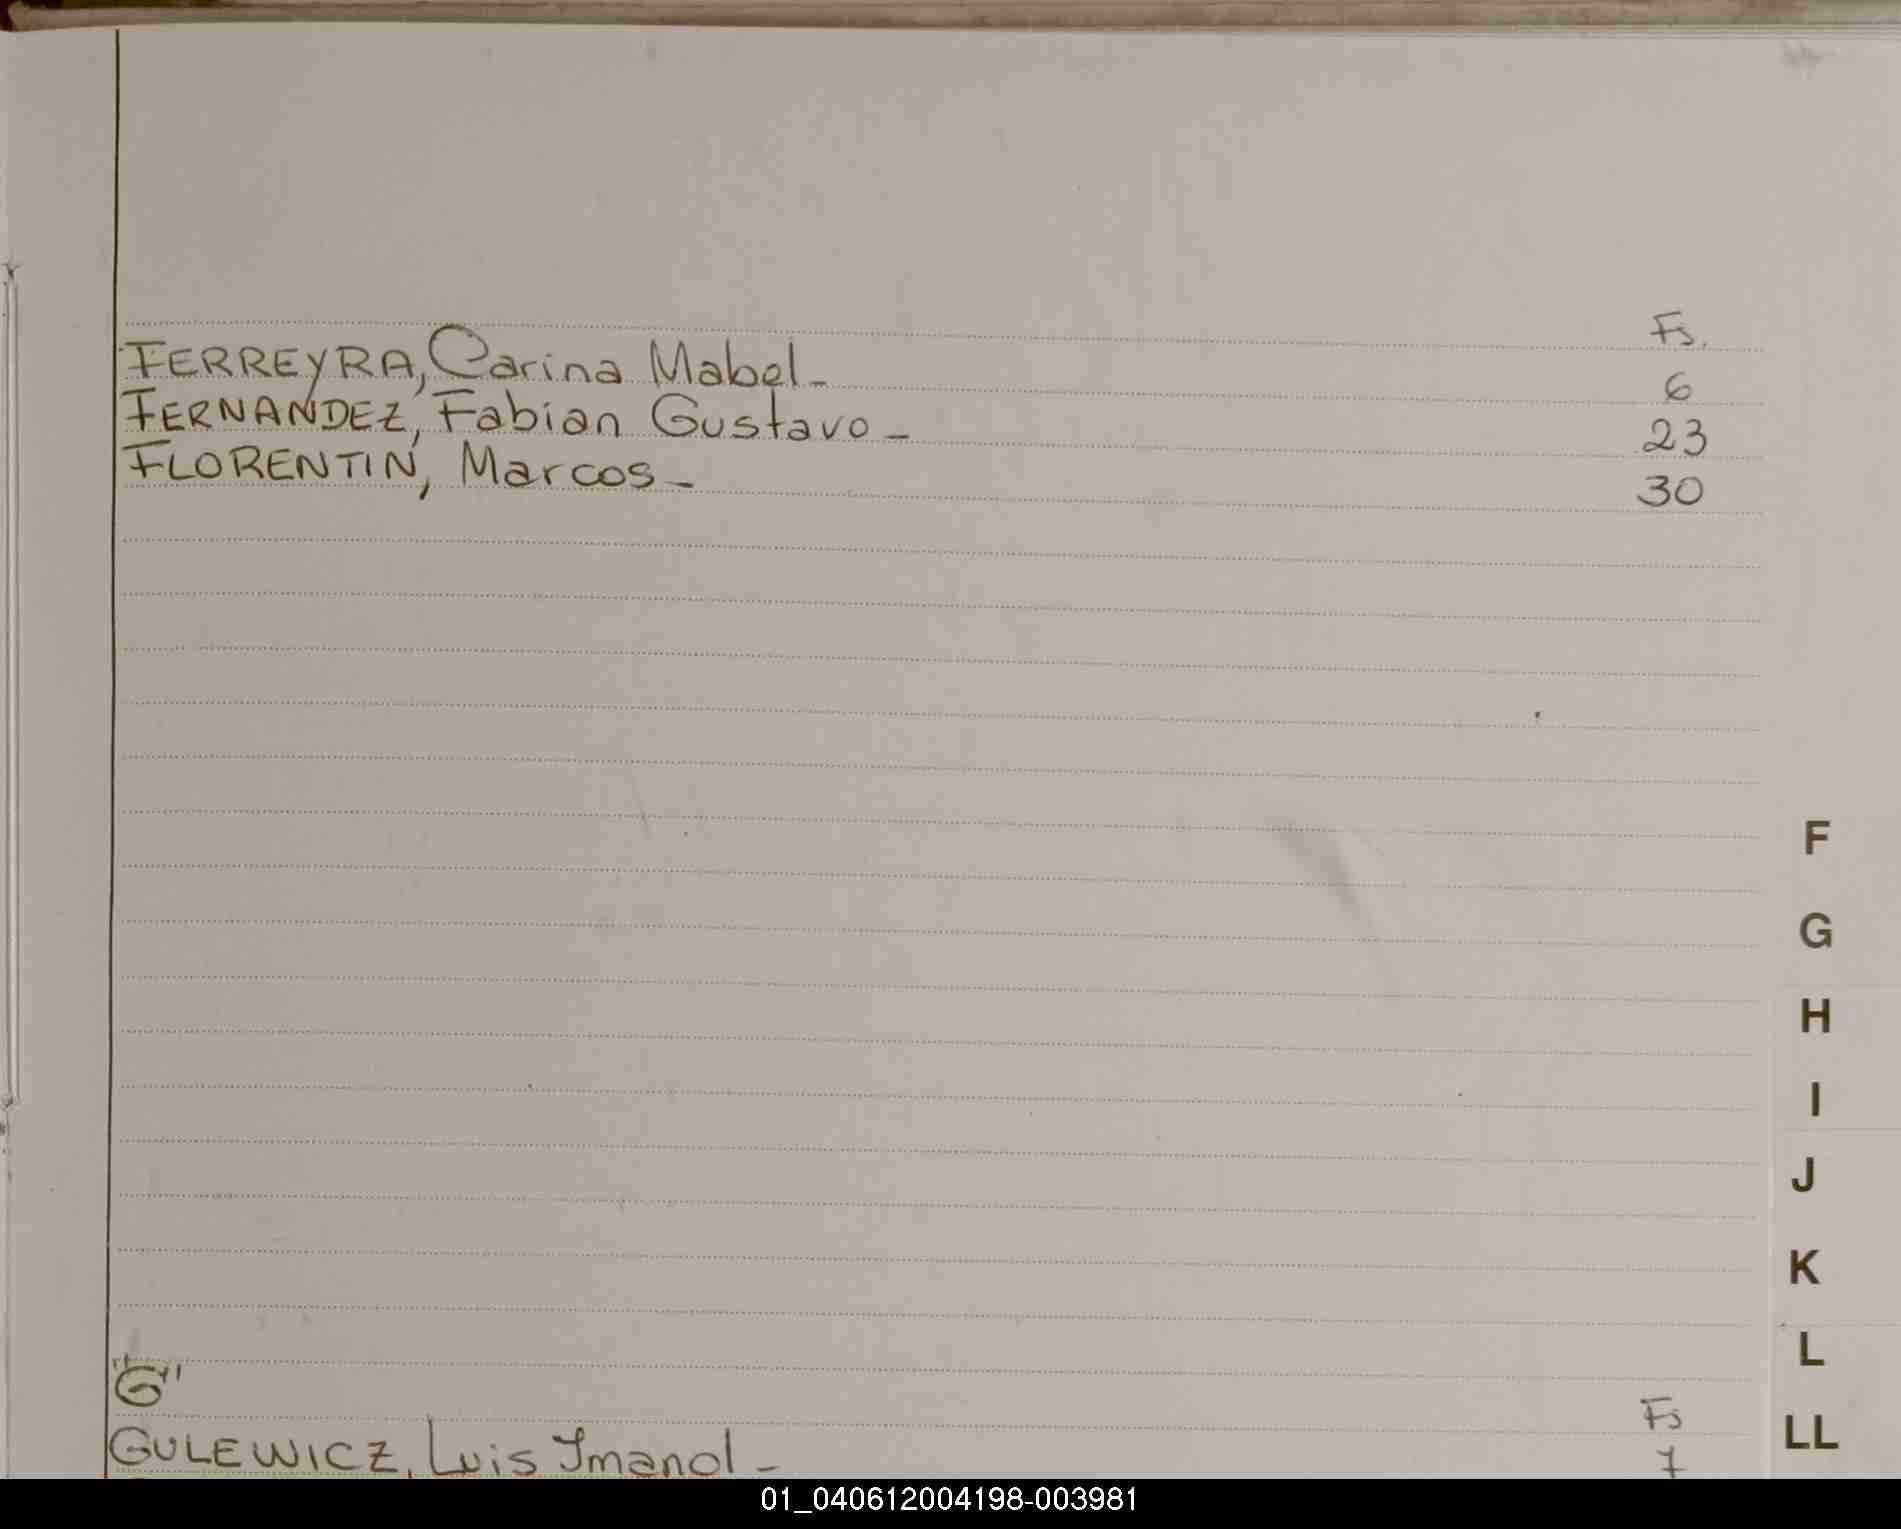 Fs.
FERREYRA, Carina Mabel- 6
FERNANDEZ, Fabian Gustavo- 23
FLORENTIN, Marcos- 30
F
G
H
I
J
K
L
"G"
Fs
LL
GULEWICZ, Luis Imanol- 7
01_040612004198-003981